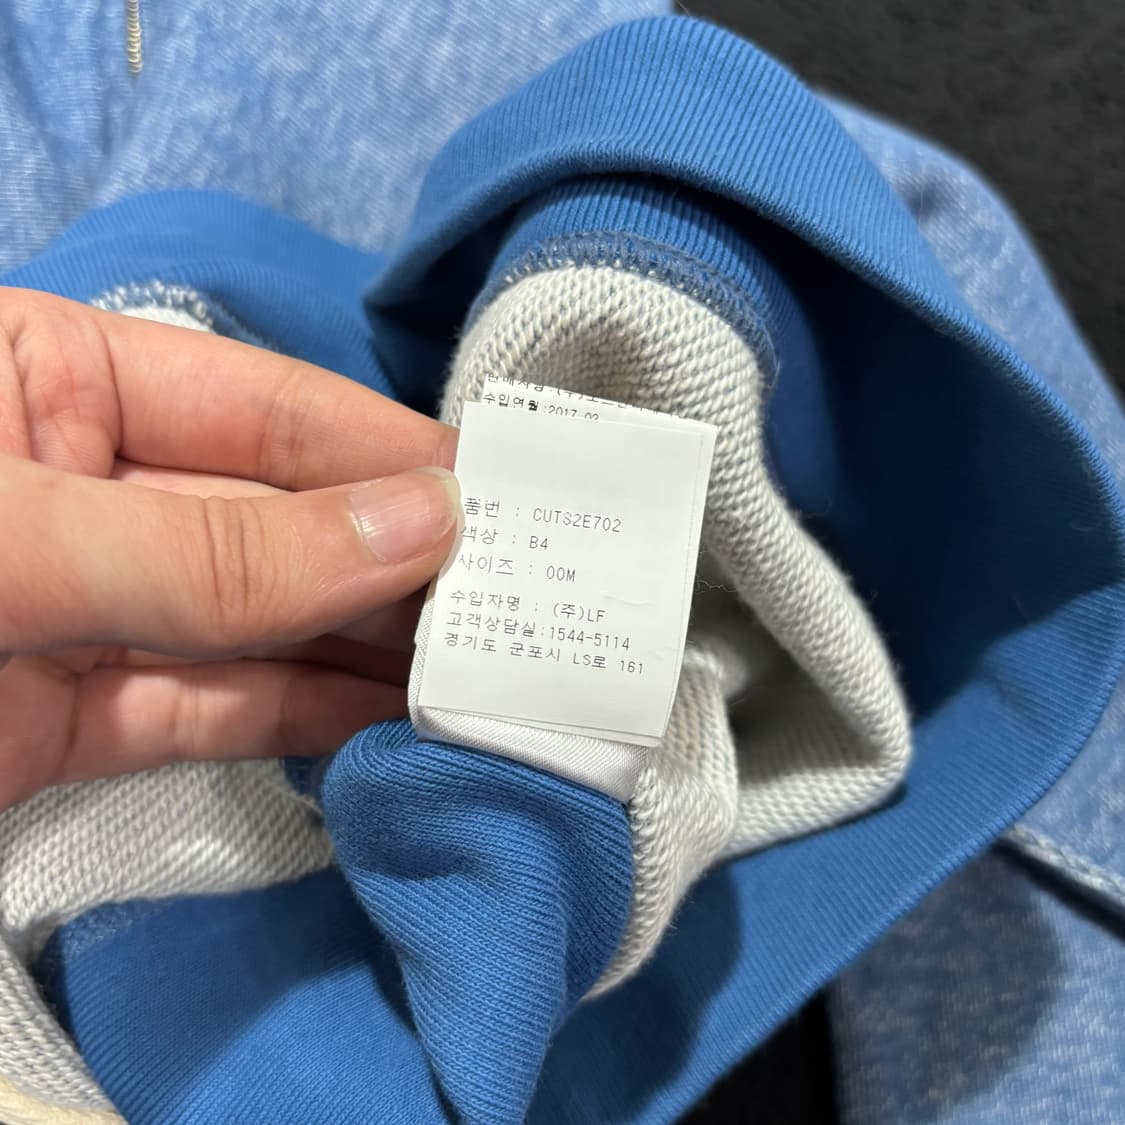 수입연월:2017.02
품번 : CUTS2E702
색상 : B4
사이즈 : 00M
수입자명 : (주)LF
고객상담실:1544-5114
경기도 군포시 LS로 161